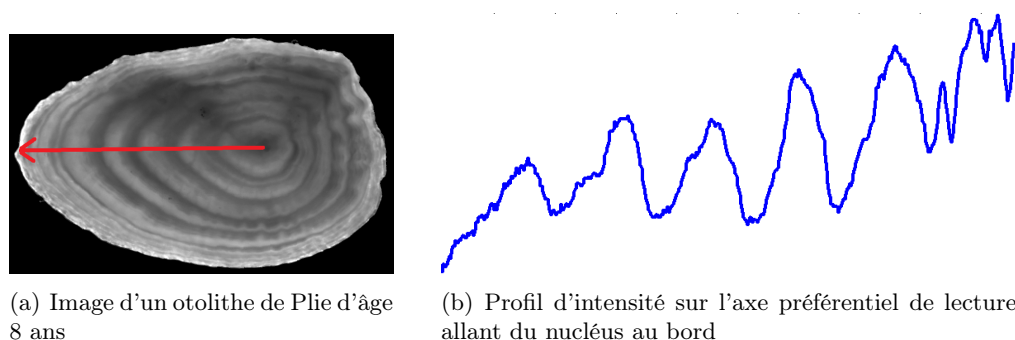 (a) Image d'un otolithe de Plie d'âge
8 ans
(b) Profil d'intensité sur l'axe préférentiel de lecture
allant du nucléus au bord